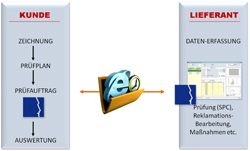 KUNDE
ZEICHNUNG
PRÜFPLAN
PRÜFAUFTRAG
AUSWERTUNG
LIEFERANT
DATEN-ERFASSUNG
Prüfung (SPC),
Reklamations-
Bearbeitung,
Maßnahmen etc.